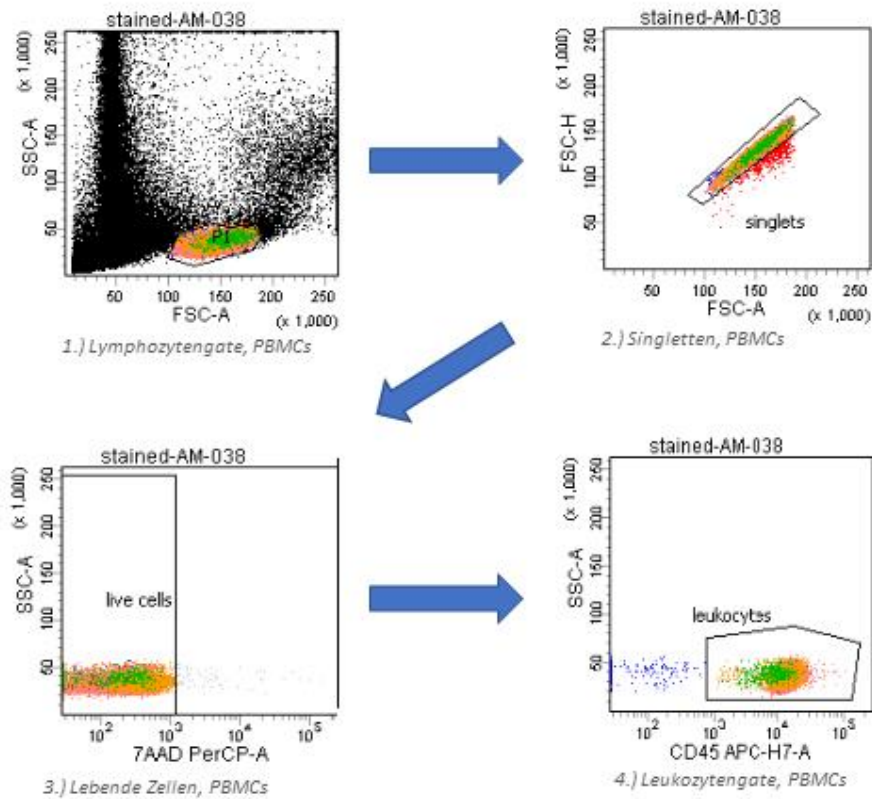 stained-AM-038
(x 1,000)
SSC-A
250
200
150
100
50
P1
50 100 150 200 250
FSC-A
(x 1,000)
1.) Lymphozytengate, PBMCs
stained-AM-038
(x 1,000)
FSC-H
250
200
150
100
50
singlets
50 100 150 200 250
FSC-A
(x 1,000)
2.) Singletten, PBMCs
stained-AM-038
(x 1,000)
SSC-A
250
200
150
100
50
live cells
10² 10³ 10⁴ 10⁵
7AAD PerCP-A
3.) Lebende Zellen, PBMCs
stained-AM-038
(x 1,000)
SSC-A
250
200
150
100
50
leukocytes
10² 10³ 10⁴ 10⁵
CD45 APC-H7-A
4.) Leukozytengate, PBMCs